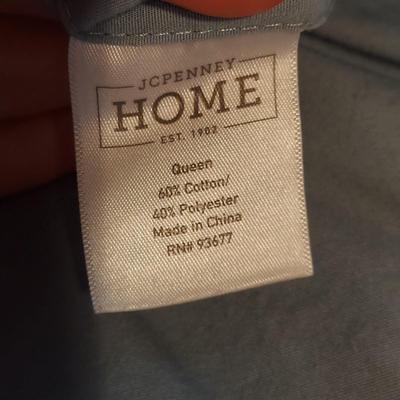 JCPENNEY
HOME
EST. 1902
Queen
60% Cotton/
40% Polyester
Made in China
RN# 93677